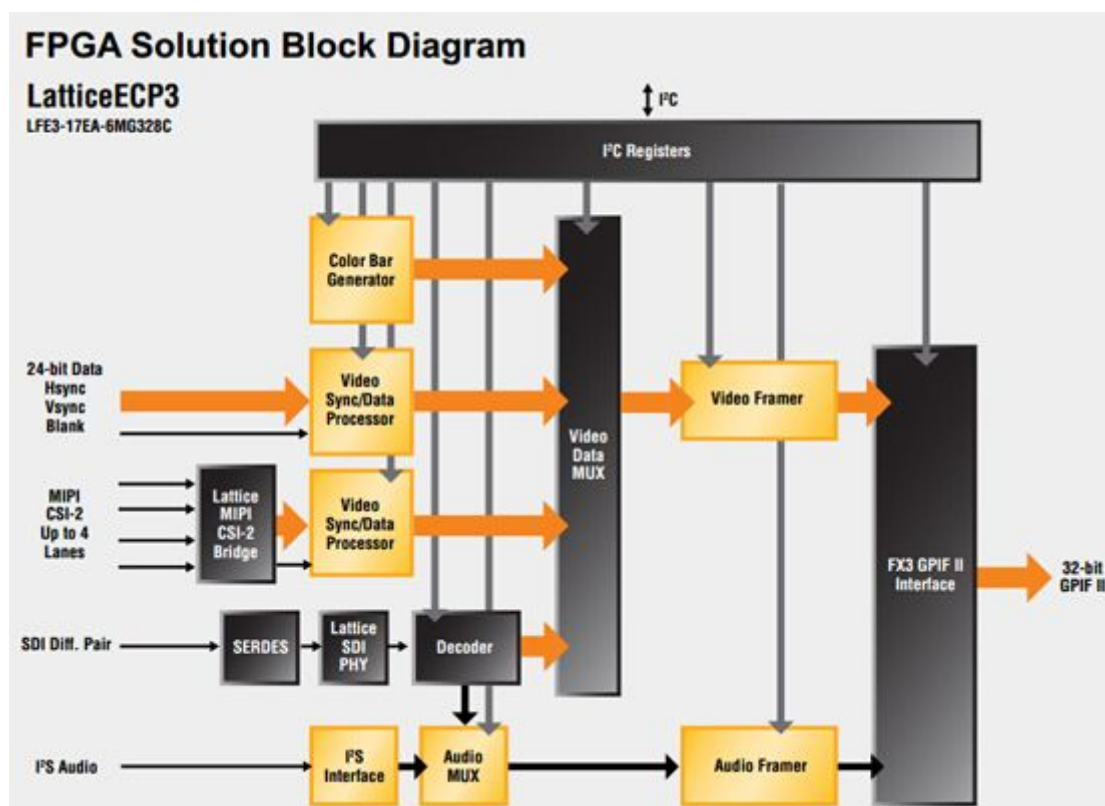 FPGA Solution Block Diagram
LatticeECP3
LFE3-17EA-6MG328C
I²C
I²C Registers
Color Bar
Generator
24-bit Data
Hsync
Vsync
Blank
Video
Sync/Data
Processor
Video
Data
MUX
Video Framer
MIPI
CSI-2
Up to 4
Lanes
Lattice
MIPI
CSI-2
Bridge
Video
Sync/Data
Processor
FX3 GPIF II
Interface
32-bit
GPIF II
SDI Diff. Pair
SERDES
Lattice
SDI
PHY
Decoder
I²S Audio
I²S
Interface
Audio
MUX
Audio Framer